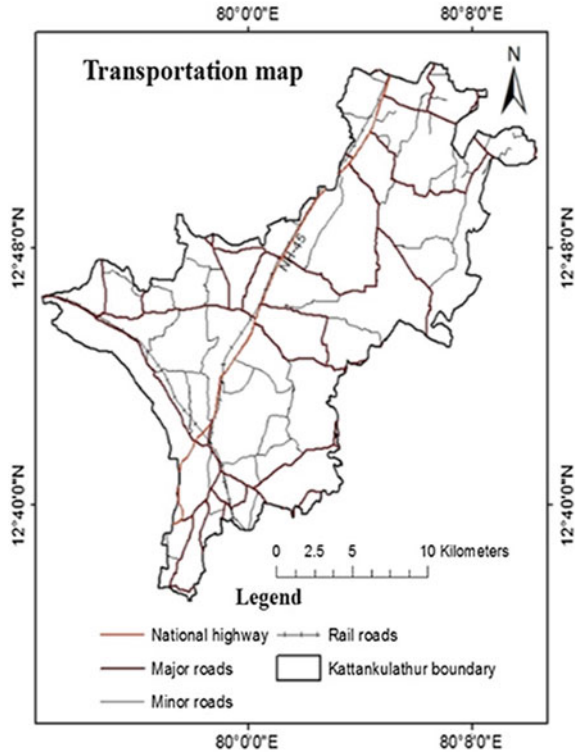 80°0'0"E 80°8'0"E
Transportation map
N
12°48'0"N 12°48'0"N
NH-45
12°40'0"N 12°40'0"N
0 2.5 5 10 Kilometers
Legend
National highway Rail roads
Major roads Kattankulathur boundary
Minor roads
80°0'0"E 80°8'0"E